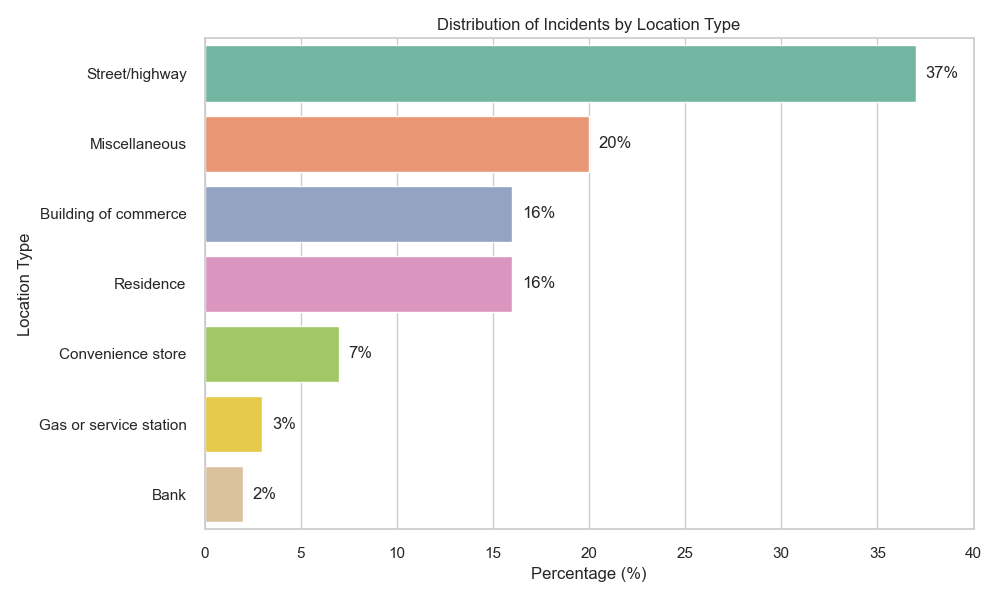 Distribution of Incidents by Location Type
Location Type
Street/highway
37%
Miscellaneous
20%
Building of commerce
16%
Residence
16%
Convenience store
7%
Gas or service station
3%
Bank
2%
0 5 10 15 20 25 30 35 40
Percentage (%)